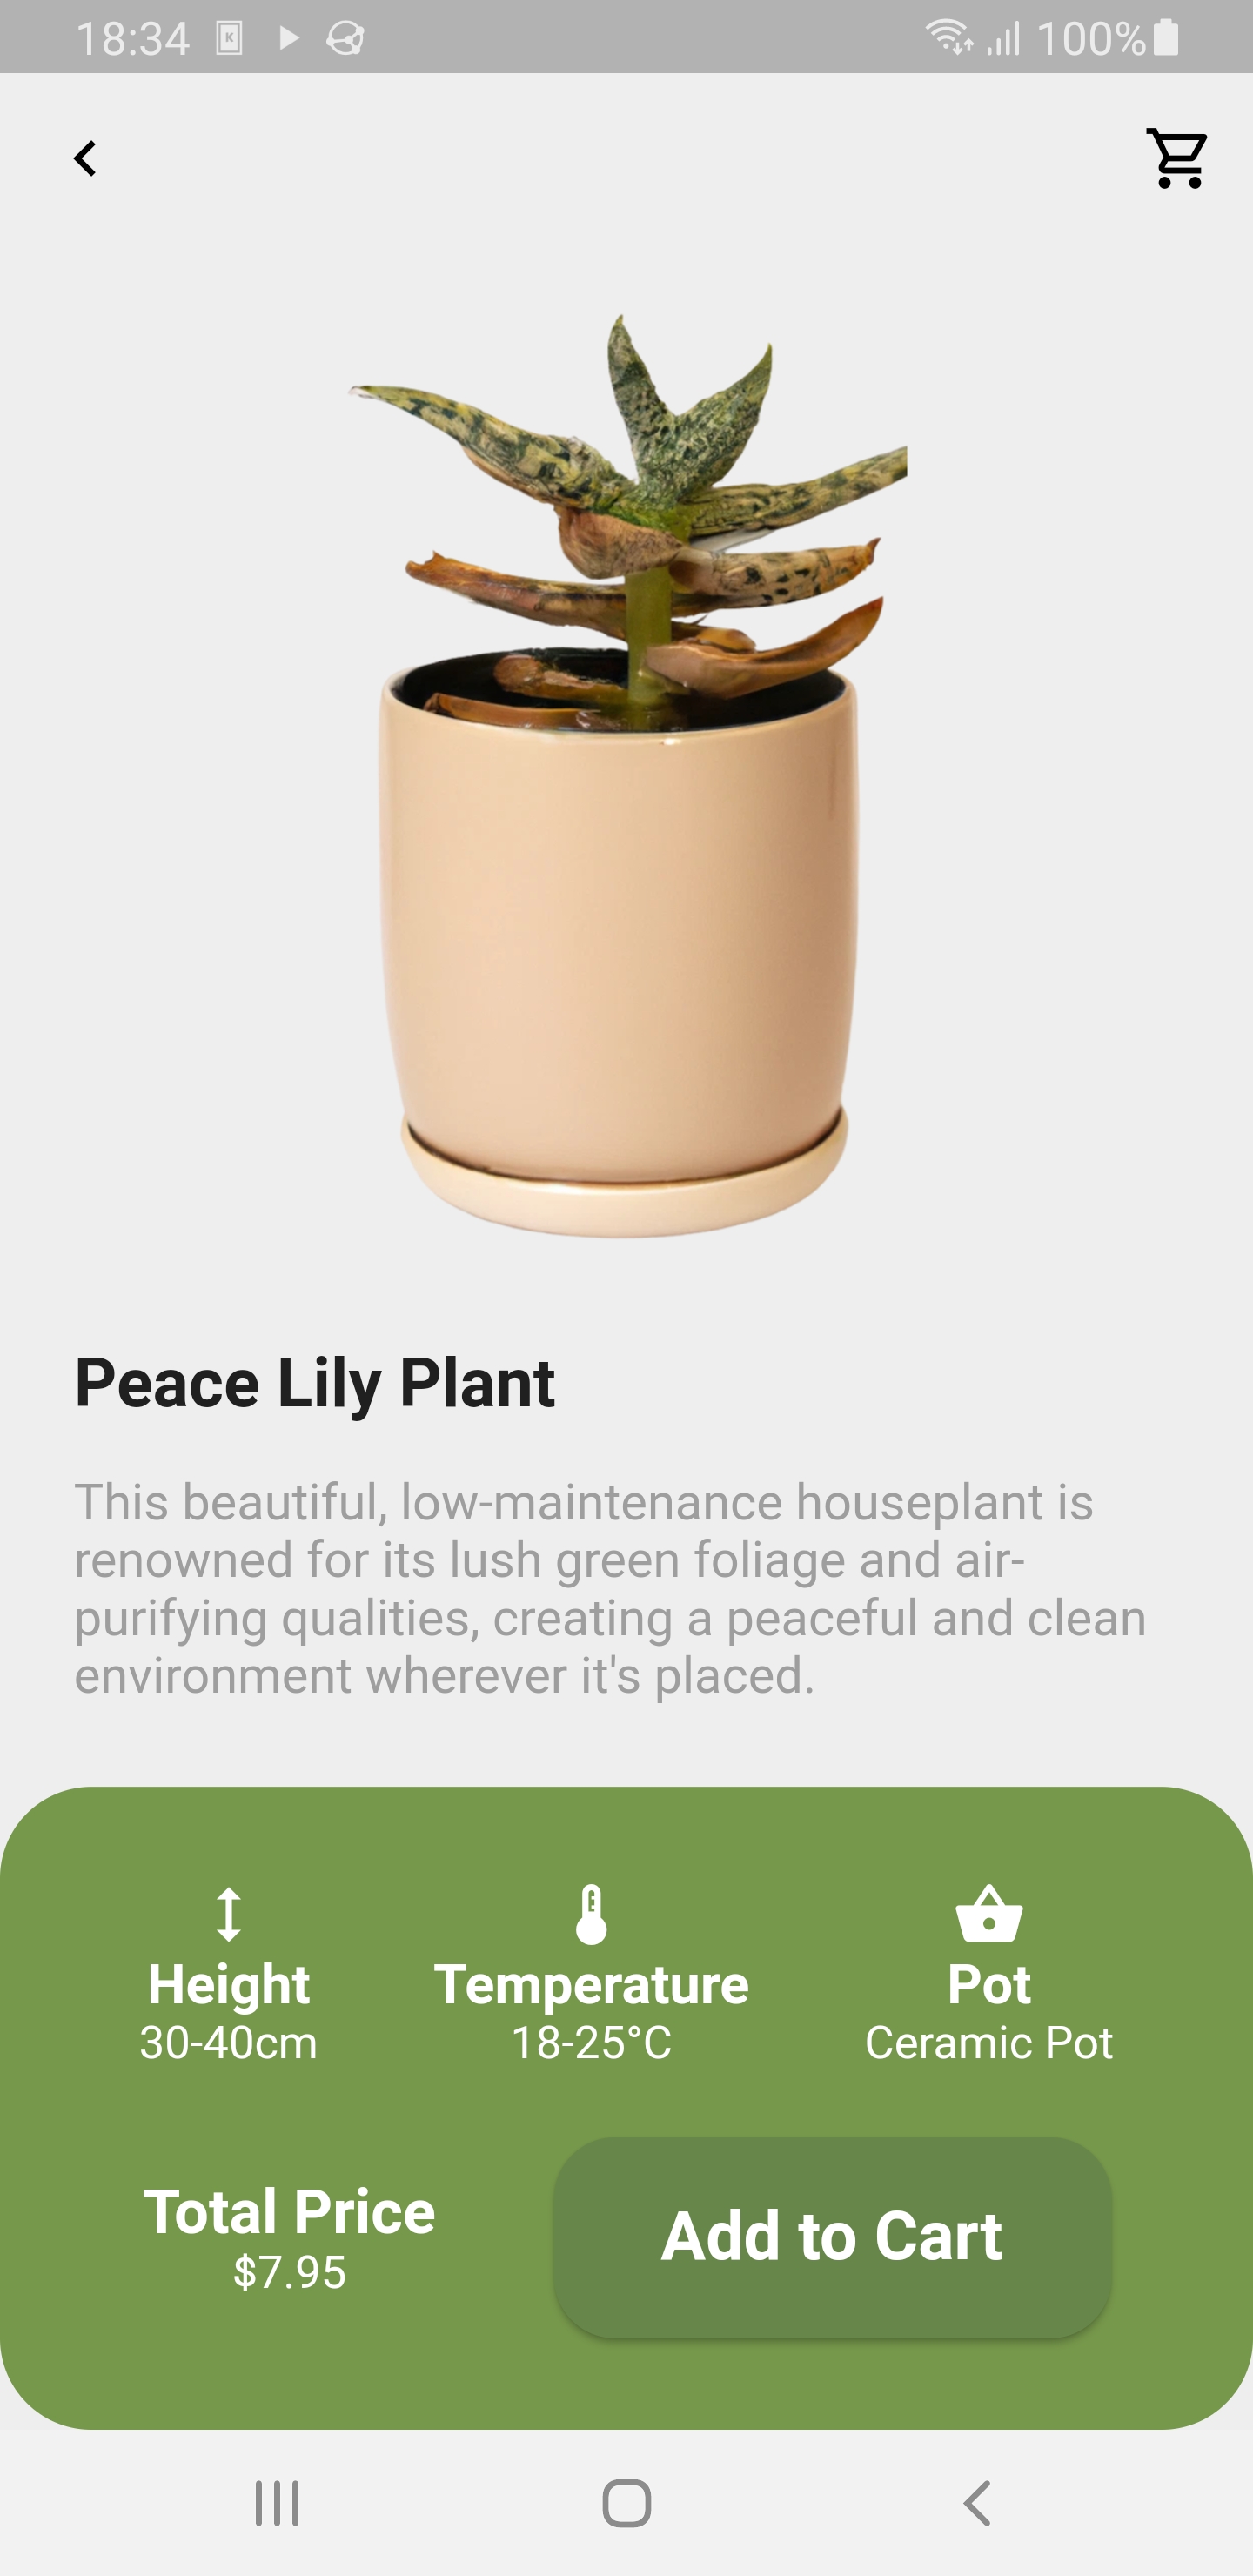 18:34
100%
Peace Lily Plant
This beautiful, low-maintenance houseplant is
renowned for its lush green foliage and air-
purifying qualities, creating a peaceful and clean
environment wherever it's placed.
Height
30-40cm
Temperature
18-25°C
Pot
Ceramic Pot
Total Price
$7.95
Add to Cart